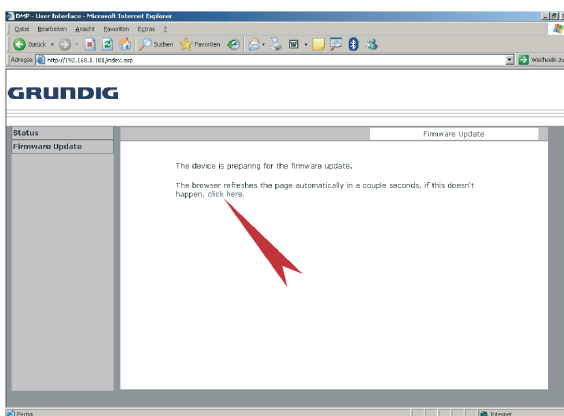 DMP - User Interface - Microsoft Internet Explorer
Datei Bearbeiten Ansicht Favoriten Extras ?
Zurück Suchen Favoriten
Adresse http://192.168.1.101/index.asp Wechseln zu
GRUNDIG
Status
Firmware Update
Firmware Update
The device is preparing for the firmware update.
The browser refreshes the page automatically in a couple seconds, if this doesn't
happen, click here.
Fertig Internet